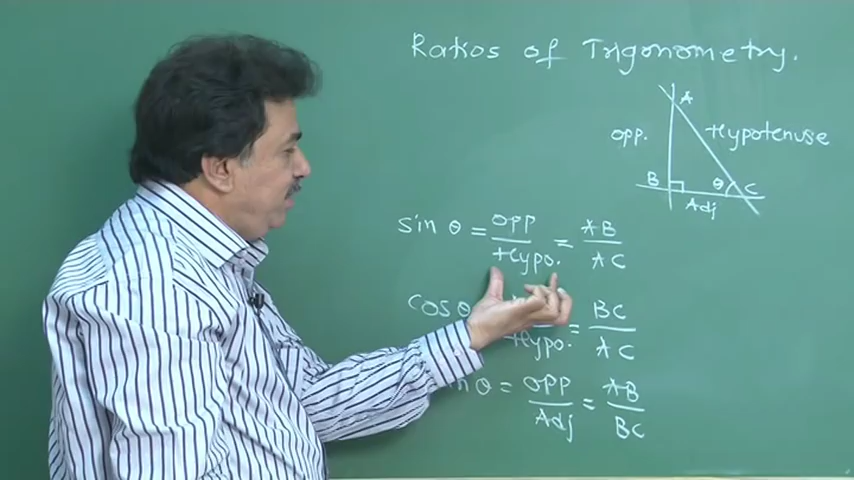 Ratios of Trigonometry.
A
opp. Hypotenuse
B θ C
Adj
sin θ = opp / Hypo. = AB / AC
cos θ = / Hypo. = BC / AC
n θ = opp / Adj = AB / BC